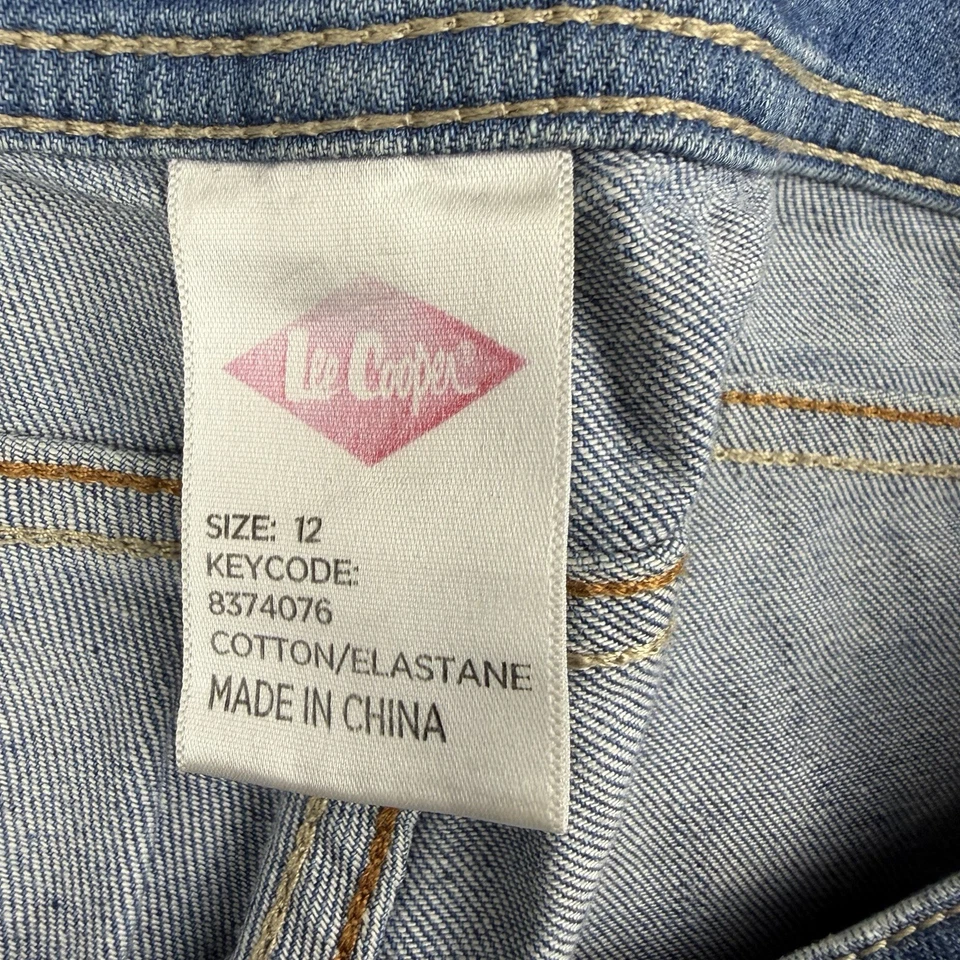 Lee Cooper®
SIZE: 12
KEYCODE:
8374076
COTTON/ELASTANE
MADE IN CHINA